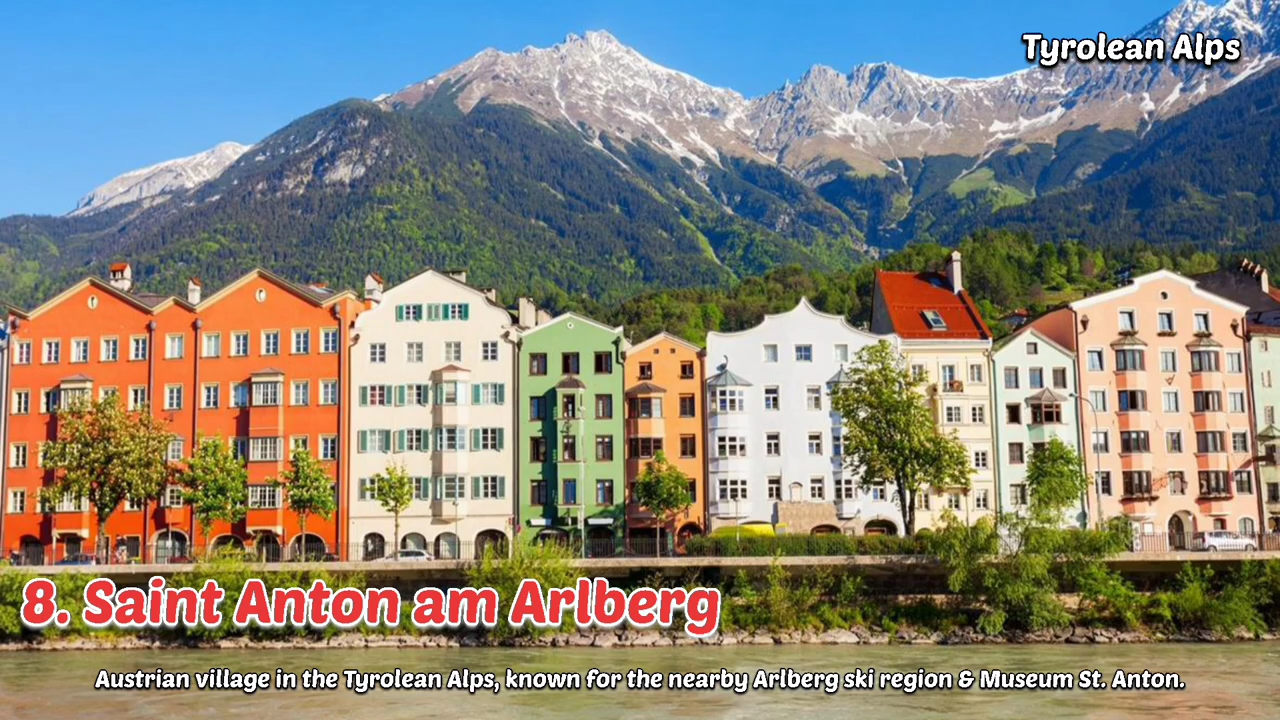 Tyrolean Alps
8. Saint Anton am Arlberg
Austrian village in the Tyrolean Alps, known for the nearby Arlberg ski region & Museum St. Anton.